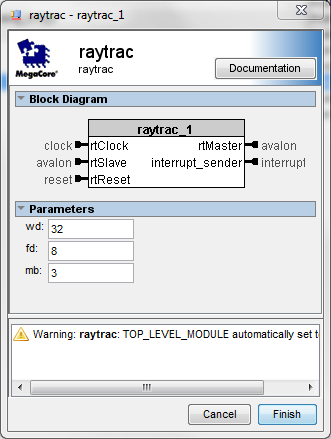 raytrac - raytrac_1
raytrac
raytrac
MegaCore®
Documentation
Block Diagram
raytrac_1
clock rtClock rtMaster avalon
avalon rtSlave interrupt_sender interrupt
reset rtReset
Parameters
wd: 32
fd: 8
mb: 3
Warning: raytrac: TOP_LEVEL_MODULE automatically set t
Cancel Finish